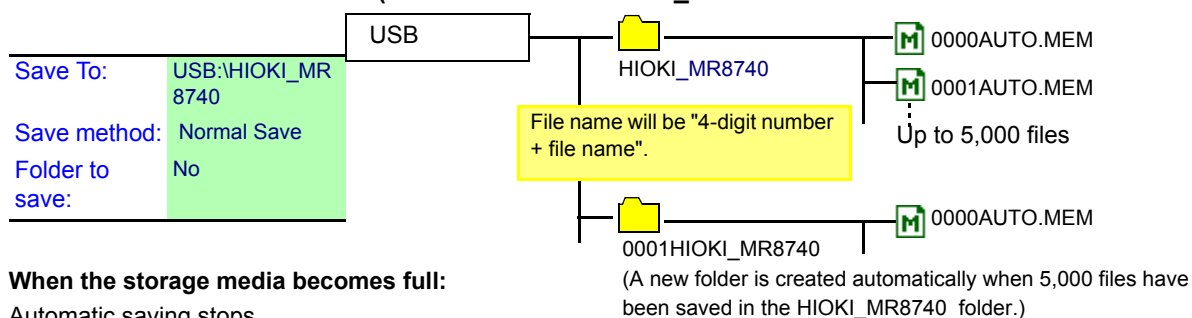 USB
Save To: USB:\HIOKI_MR
8740
Save method: Normal Save
Folder to No
save:
HIOKI_MR8740
0000AUTO.MEM
0001AUTO.MEM
Up to 5,000 files
File name will be "4-digit number
+ file name".
0001HIOKI_MR8740
0000AUTO.MEM
(A new folder is created automatically when 5,000 files have
been saved in the HIOKI_MR8740 folder.)
When the storage media becomes full:
Automatic saving stops